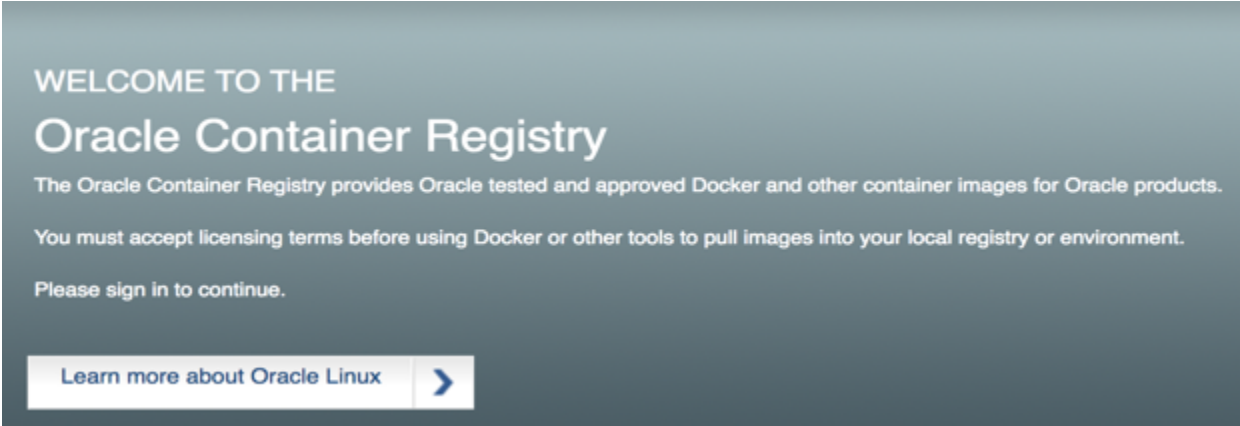 WELCOME TO THE
Oracle Container Registry
The Oracle Container Registry provides Oracle tested and approved Docker and other container images for Oracle products.
You must accept licensing terms before using Docker or other tools to pull images into your local registry or environment.
Please sign in to continue.
Learn more about Oracle Linux